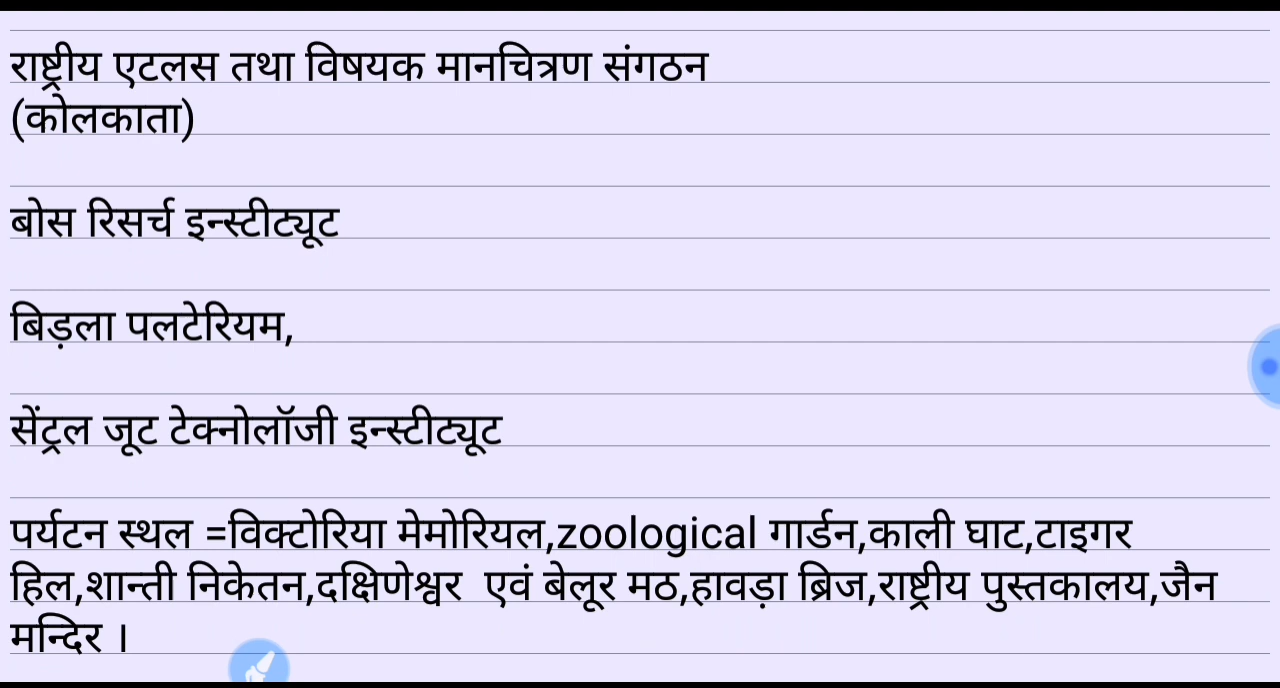 राष्ट्रीय एटलस तथा विषयक मानचित्रण संगठन
(कोलकाता)
बोस रिसर्च इन्स्टीट्यूट
बिड़ला पलटेरियम,
सेंट्रल जूट टेक्नोलॉजी इन्स्टीट्यूट
पर्यटन स्थल =विक्टोरिया मेमोरियल,zoological गार्डन,काली घाट,टाइगर
हिल,शान्ती निकेतन,दक्षिणेश्वर  एवं बेलूर मठ,हावड़ा ब्रिज,राष्ट्रीय पुस्तकालय,जैन
मन्दिर ।